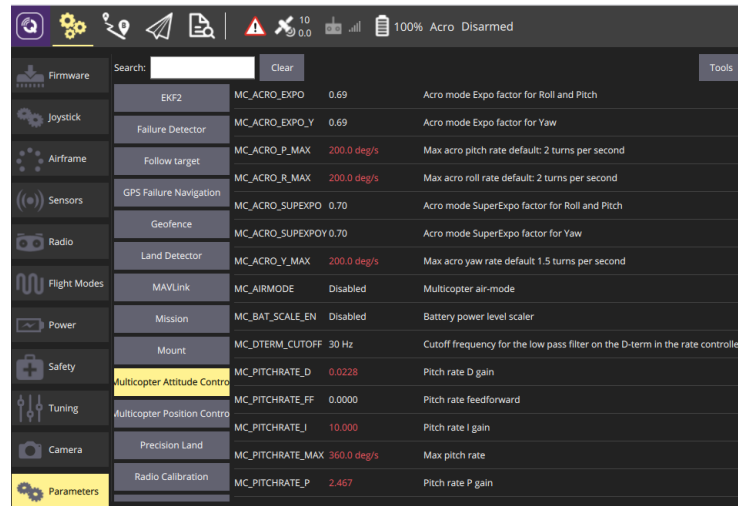 10
0.0
100% Acro Disarmed
Firmware
Joystick
Airframe
Sensors
Radio
Flight Modes
Power
Safety
Tuning
Camera
Parameters
Search:
Clear
Tools
EKF2
Failure Detector
Follow target
GPS Failure Navigation
Geofence
Land Detector
MAVLink
Mission
Mount
Multicopter Attitude Contro
Multicopter Position Contro
Precision Land
Radio Calibration
MC_ACRO_EXPO 0.69 Acro mode Expo factor for Roll and Pitch
MC_ACRO_EXPO_Y 0.69 Acro mode Expo factor for Yaw
MC_ACRO_P_MAX 200.0 deg/s Max acro pitch rate default: 2 turns per second
MC_ACRO_R_MAX 200.0 deg/s Max acro roll rate default: 2 turns per second
MC_ACRO_SUPEXPO 0.70 Acro mode SuperExpo factor for Roll and Pitch
MC_ACRO_SUPEXPOY 0.70 Acro mode SuperExpo factor for Yaw
MC_ACRO_Y_MAX 200.0 deg/s Max acro yaw rate default 1.5 turns per second
MC_AIRMODE Disabled Multicopter air-mode
MC_BAT_SCALE_EN Disabled Battery power level scaler
MC_DTERM_CUTOFF 30 Hz Cutoff frequency for the low pass filter on the D-term in the rate controlle
MC_PITCHRATE_D 0.0228 Pitch rate D gain
MC_PITCHRATE_FF 0.0000 Pitch rate feedforward
MC_PITCHRATE_I 10.000 Pitch rate I gain
MC_PITCHRATE_MAX 360.0 deg/s Max pitch rate
MC_PITCHRATE_P 2.467 Pitch rate P gain